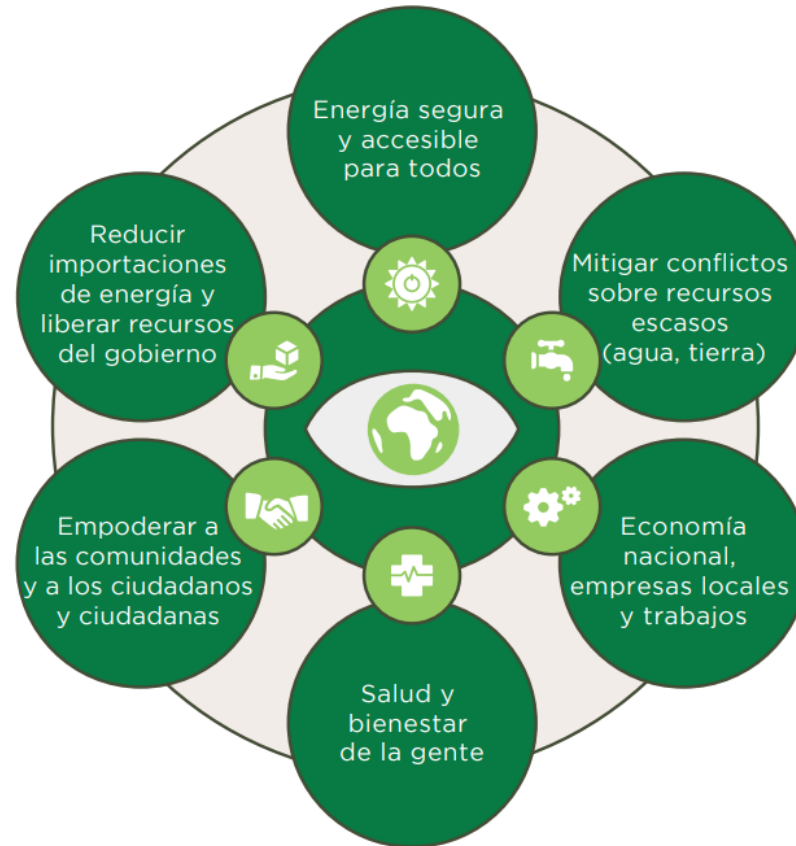 Energía segura
y accesible
para todos
Reducir
importaciones
de energía y
liberar recursos
del gobierno
Mitigar conflictos
sobre recursos
escasos
(agua, tierra)
Empoderar a
las comunidades
y a los ciudadanos
y ciudadanas
Economía
nacional,
empresas locales
y trabajos
Salud y
bienestar
de la gente